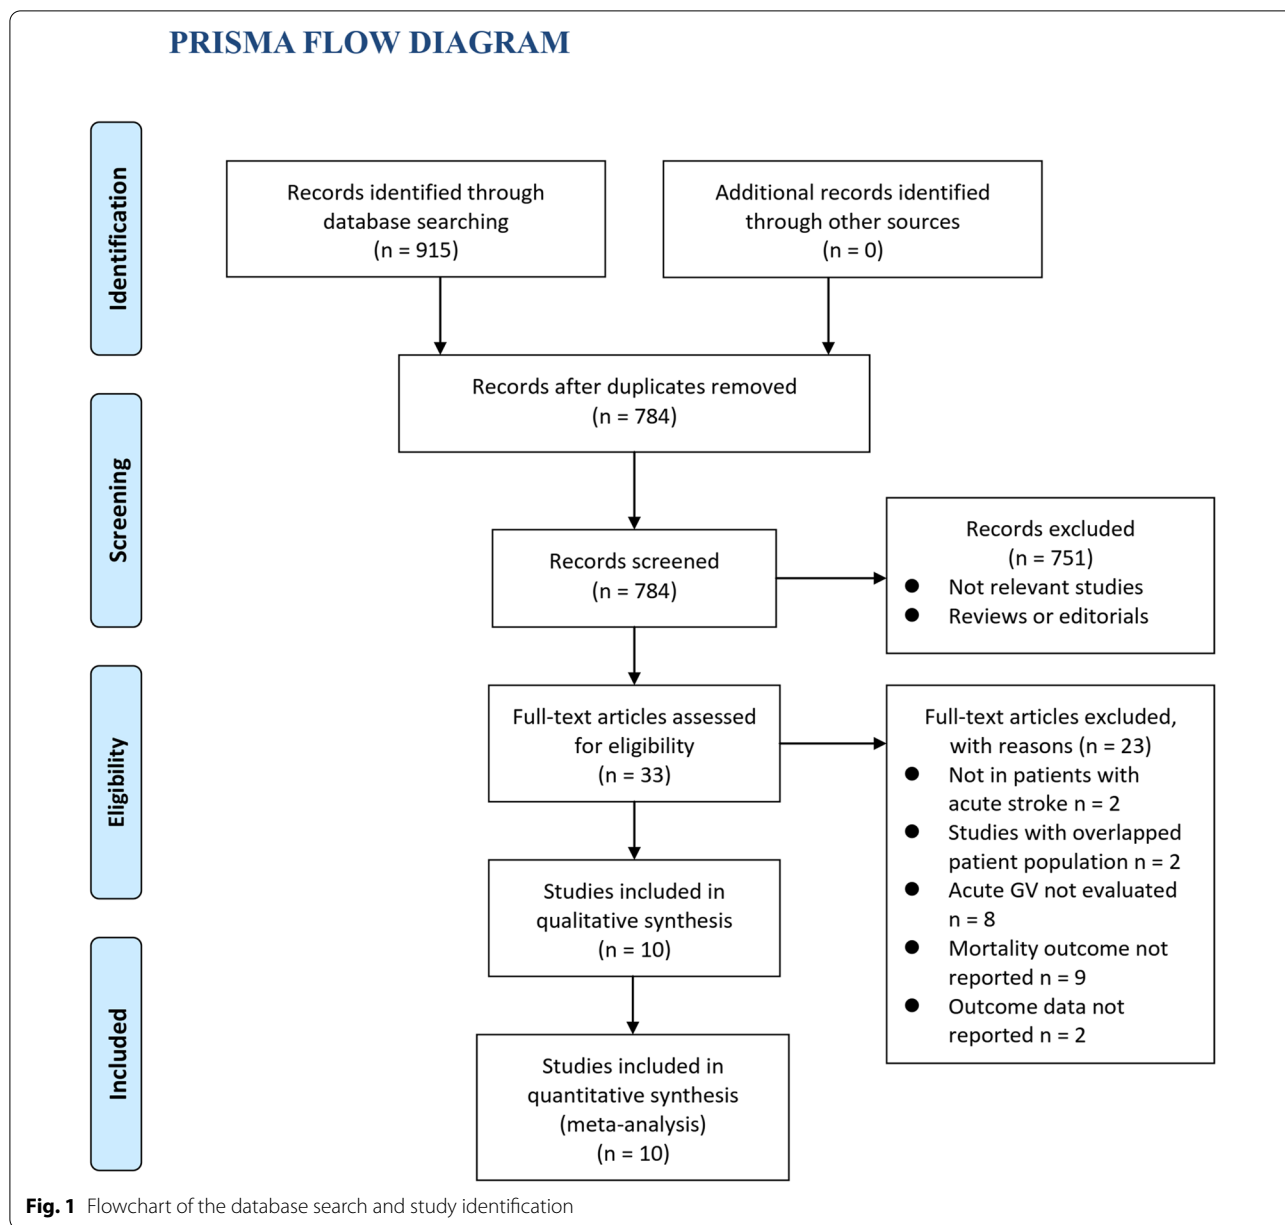 PRISMA FLOW DIAGRAM
Identification
Records identified through
database searching
(n = 915)
Additional records identified
through other sources
(n = 0)
Records after duplicates removed
(n = 784)
Screening
Records screened
(n = 784)
Records excluded
(n = 751)
● Not relevant studies
● Reviews or editorials
Eligibility
Full-text articles assessed
for eligibility
(n = 33)
Full-text articles excluded,
with reasons (n = 23)
● Not in patients with
acute stroke n = 2
● Studies with overlapped
patient population n = 2
● Acute GV not evaluated
n = 8
● Mortality outcome not
reported n = 9
● Outcome data not
reported n = 2
Studies included in
qualitative synthesis
(n = 10)
Included
Studies included in
quantitative synthesis
(meta-analysis)
(n = 10)
Fig. 1 Flowchart of the database search and study identification